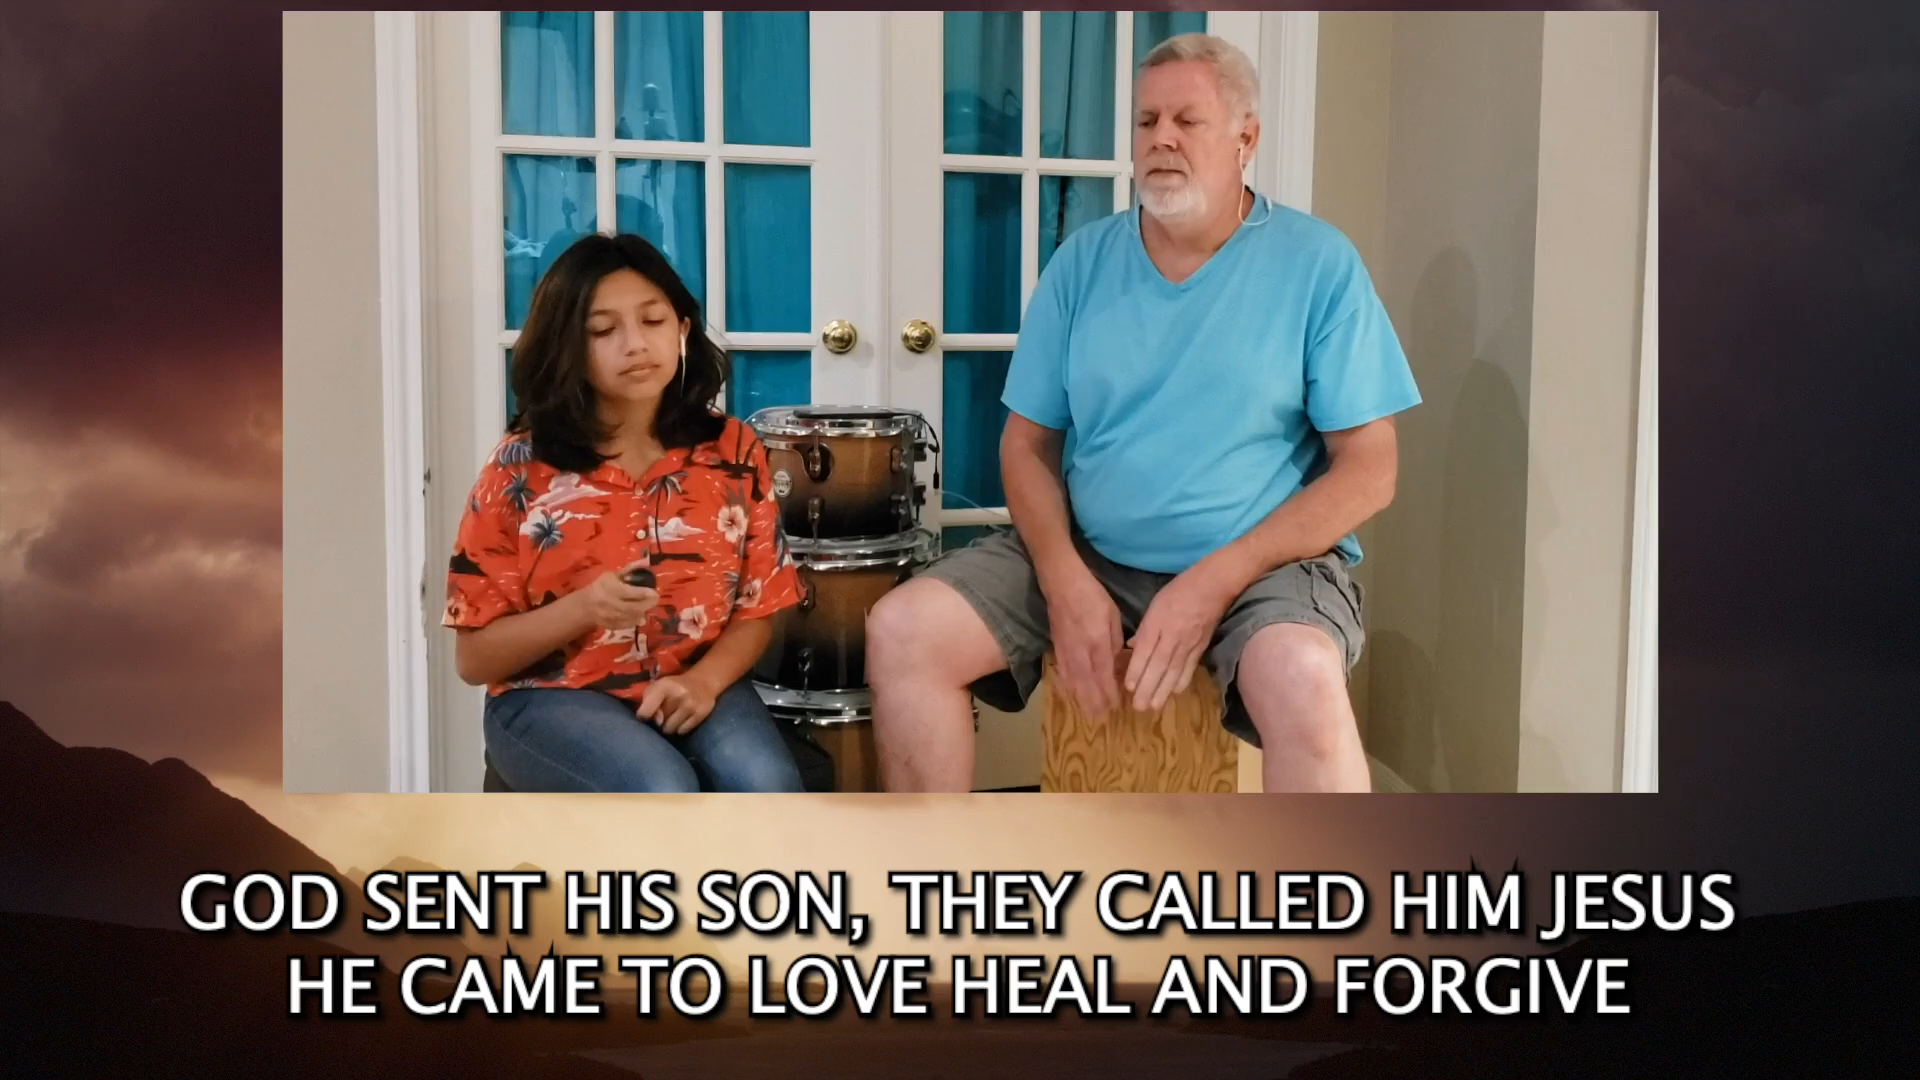 GOD SENT HIS SON, THEY CALLED HIM JESUS
HE CAME TO LOVE HEAL AND FORGIVE